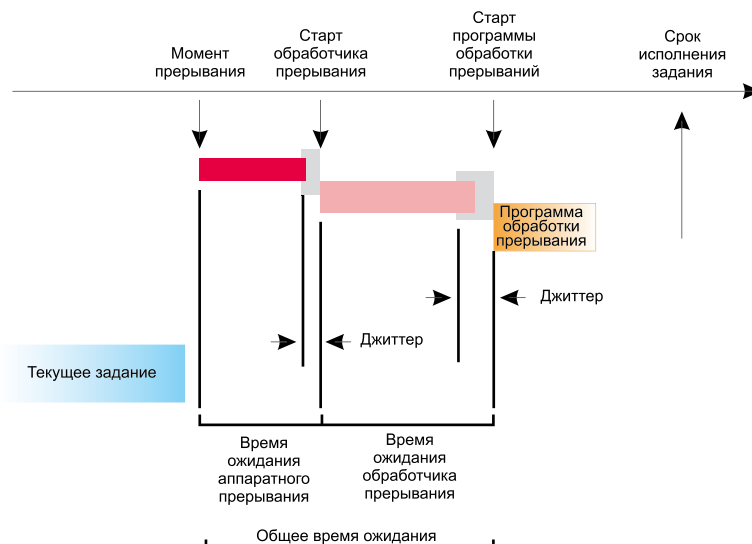 Момент
прерывания
Старт
обработчика
прерывания
Старт
программы
обработки
прерываний
Срок
исполнения
задания
Программа
обработки
прерывания
Джиттер
Джиттер
Текущее задание
Время
ожидания
аппаратного
прерывания
Время
ожидания
обработчика
прерывания
Общее время ожидания